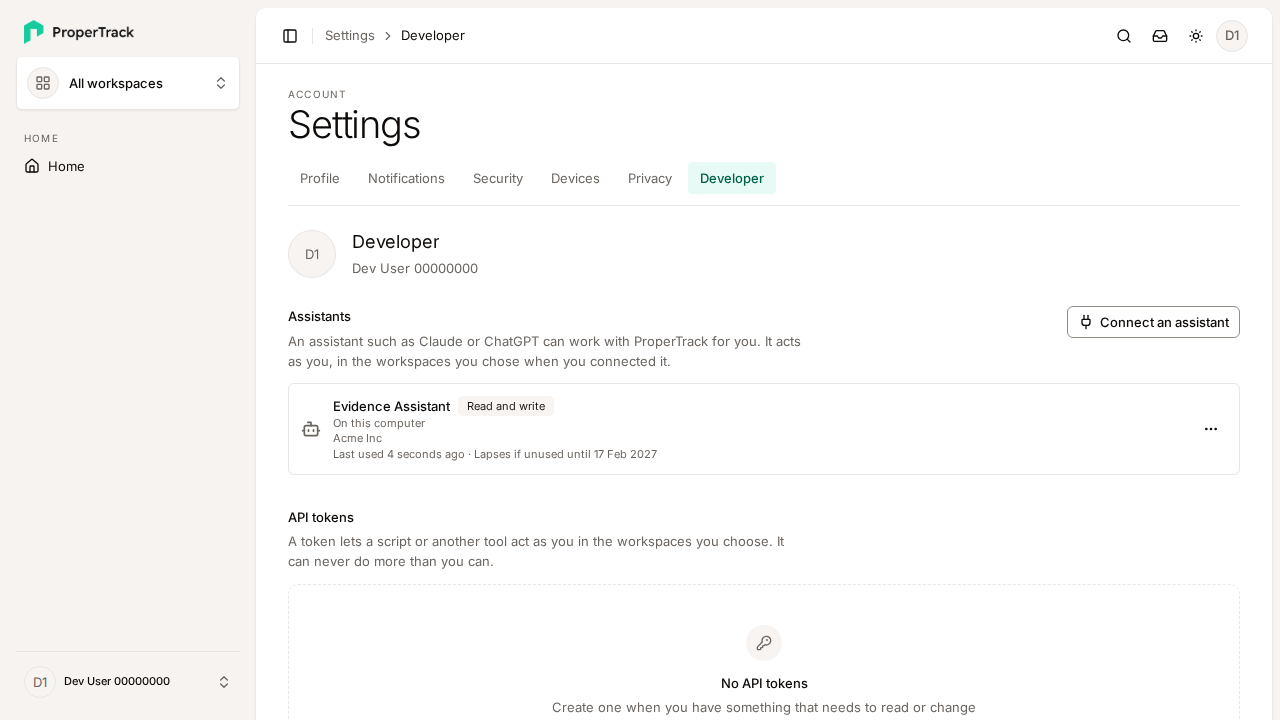 ProperTrack
All workspaces
HOME
Home
D1
Dev User 00000000
Settings
Developer
D1
ACCOUNT
Settings
Profile
Notifications
Security
Devices
Privacy
Developer
D1
Developer
Dev User 00000000
Assistants
Connect an assistant
An assistant such as Claude or ChatGPT can work with ProperTrack for you. It acts
as you, in the workspaces you chose when you connected it.
Evidence Assistant
Read and write
On this computer
Acme Inc
Last used 4 seconds ago · Lapses if unused until 17 Feb 2027
API tokens
A token lets a script or another tool act as you in the workspaces you choose. It
can never do more than you can.
No API tokens
Create one when you have something that needs to read or change